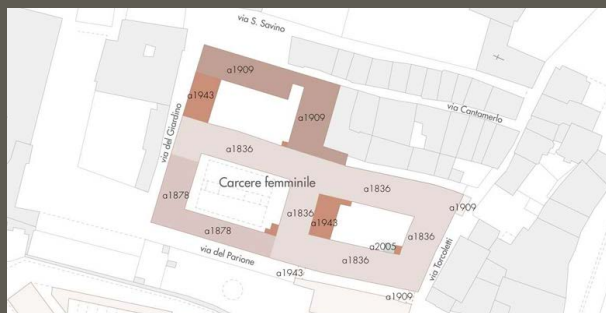 via S. Savino
a1909
a1943
via del Giardino
a1909
via Cantamerlo
a1836
Carcere femminile
a1836
a1878
a1836
a1943
a1909
a1878
a2005
a1836
via Torcoletti
via del Parione
a1943
a1836
a1909